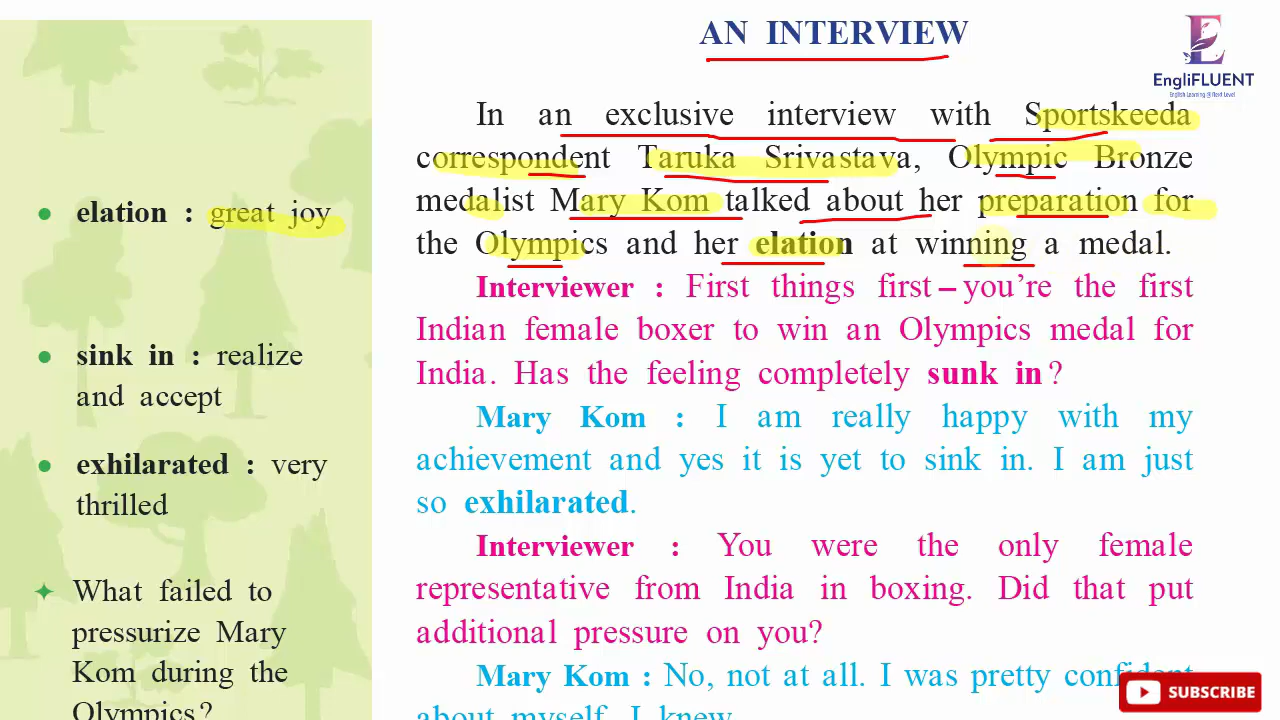 AN INTERVIEW
EngliFLUENT
English Learning @Next Level
In an exclusive interview with Sportskeeda
correspondent Taruka Srivastava, Olympic Bronze
medalist Mary Kom talked about her preparation for
the Olympics and her elation at winning a medal.
Interviewer : First things first – you're the first
Indian female boxer to win an Olympics medal for
India. Has the feeling completely sunk in?
Mary Kom : I am really happy with my
achievement and yes it is yet to sink in. I am just
so exhilarated.
Interviewer : You were the only female
representative from India in boxing. Did that put
additional pressure on you?
Mary Kom : No, not at all. I was pretty confident
about myself. I knew
● elation : great joy
● sink in : realize
and accept
● exhilarated : very
thrilled
✦ What failed to
pressurize Mary
Kom during the
Olympics?
SUBSCRIBE